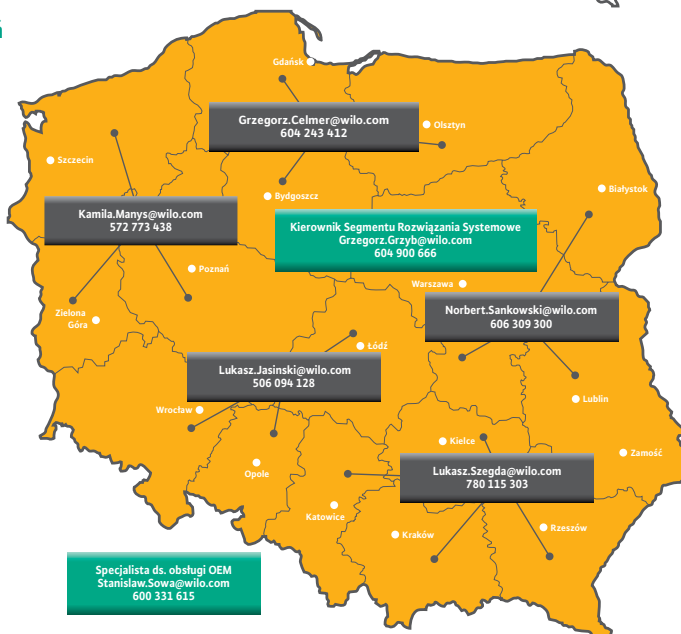 Gdańsk
Grzegorz.Celmer@wilo.com
604 243 412
Olsztyn
Szczecin
Białystok
Bydgoszcz
Kamila.Manys@wilo.com
572 773 438
Kierownik Segmentu Rozwiązania Systemowe
Grzegorz.Grzyb@wilo.com
604 900 666
Poznań
Warszawa
Zielona
Góra
Norbert.Sankowski@wilo.com
606 309 300
Łódź
Lukasz.Jasinski@wilo.com
506 094 128
Lublin
Wrocław
Kielce
Zamość
Opole
Lukasz.Szegda@wilo.com
780 115 303
Katowice
Kraków
Rzeszów
Specjalista ds. obsługi OEM
Stanislaw.Sowa@wilo.com
600 331 615